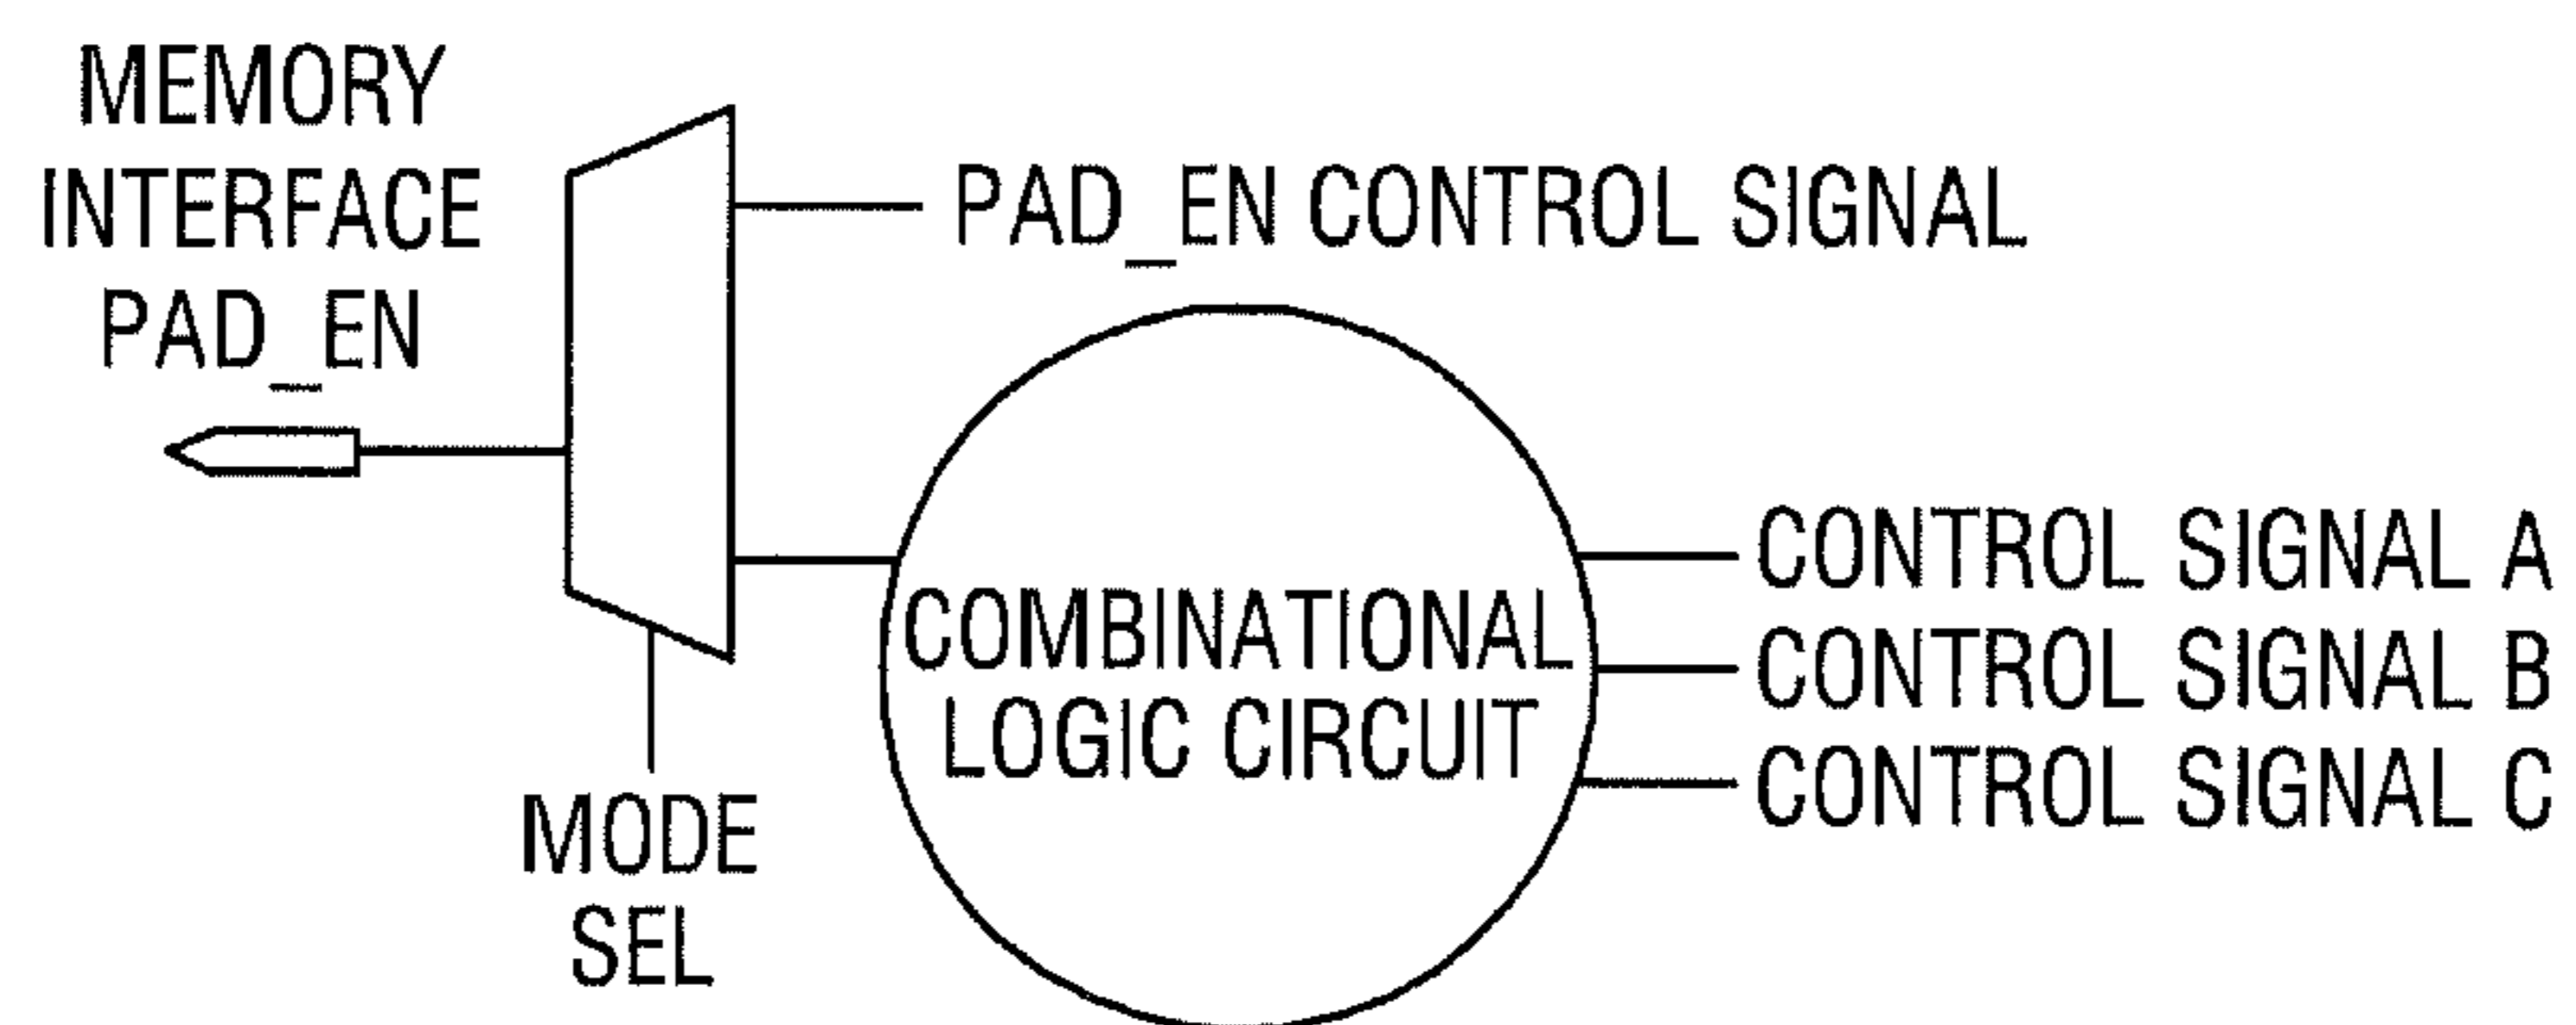 MEMORY
INTERFACE
PAD_EN
PAD_EN CONTROL SIGNAL
COMBINATIONAL
LOGIC CIRCUIT
CONTROL SIGNAL A
CONTROL SIGNAL B
CONTROL SIGNAL C
MODE
SEL